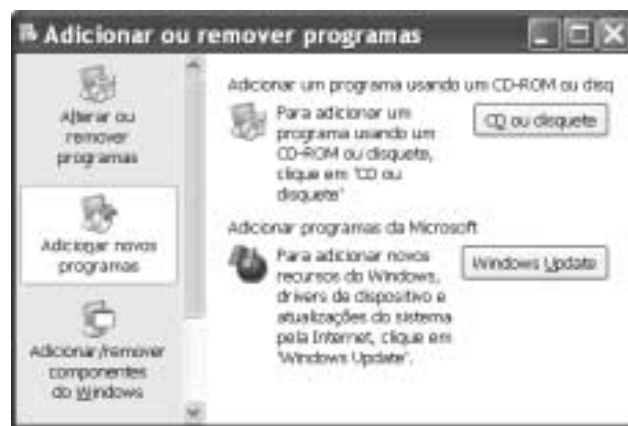 Adicionar ou remover programas
Alterar ou
remover
programas
Adicionar novos
programas
Adicionar/remover
componentes
do Windows
Adicionar um programa usando um CD-ROM ou disq
Para adicionar um
programa usando um
CD-ROM ou disquete,
clique em 'CD ou
disquete'
CD ou disquete
Adicionar programas da Microsoft
Para adicionar novos
recursos do Windows,
drivers de dispositivo e
atualizações do sistema
pela Internet, clique em
'Windows Update'.
Windows Update